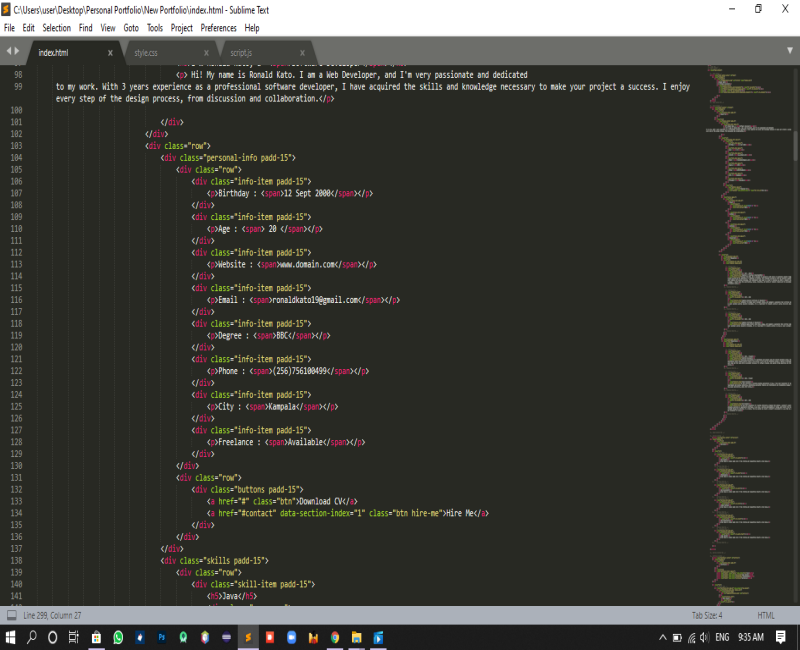 C:\Users\user\Desktop\Personal Portfolio\New Portfolio\index.html - Sublime Text
File Edit Selection Find View Goto Tools Project Preferences Help
index.html x style.css x script.js x
98 <p> Hi! My name is Ronald Kato. I am a Web Developer, and I'm very passionate and dedicated
99 to my work. With 3 years experience as a professional software developer, I have acquired the skills and knowledge necessary to make your project a success. I enjoy
every step of the design process, from discussion and collaboration.</p>
100
101 </div>
102 </div>
103 <div class="row">
104 <div class="personal-info padd-15">
105 <div class="row">
106 <div class="info-item padd-15">
107 <p>Birthday : <span>12 Sept 2000</span></p>
108 </div>
109 <div class="info-item padd-15">
110 <p>Age : <span> 20 </span></p>
111 </div>
112 <div class="info-item padd-15">
113 <p>Website : <span>www.domain.com</span></p>
114 </div>
115 <div class="info-item padd-15">
116 <p>Email : <span>ronaldkato19@gmail.com</span></p>
117 </div>
118 <div class="info-item padd-15">
119 <p>Degree : <span>BBC</span></p>
120 </div>
121 <div class="info-item padd-15">
122 <p>Phone : <span>(256)756100499</span></p>
123 </div>
124 <div class="info-item padd-15">
125 <p>City : <span>Kampala</span></p>
126 </div>
127 <div class="info-item padd-15">
128 <p>Freelance : <span>Available</span></p>
129 </div>
130 </div>
131 <div class="row">
132 <div class="buttons padd-15">
133 <a href="#" class="btn">Download CV</a>
134 <a href="#contact" data-section-index="1" class="btn hire-me">Hire Me</a>
135 </div>
136 </div>
137 </div>
138 <div class="skills padd-15">
139 <div class="row">
140 <div class="skill-item padd-15">
141 <h5>Java</h5>
Line 299, Column 27 Tab Size: 4 HTML
Ps ENG 9:35 AM